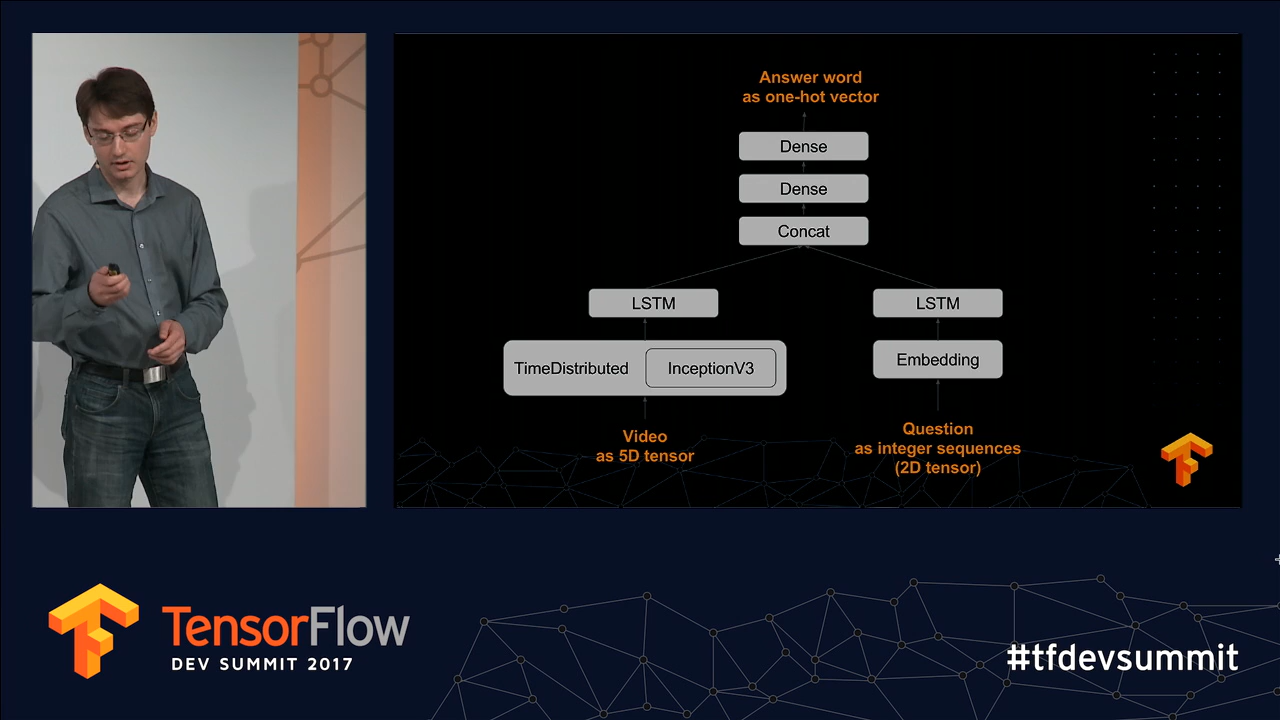 Answer word
as one-hot vector
Dense
Dense
Concat
LSTM
LSTM
TimeDistributed
InceptionV3
Embedding
Video
as 5D tensor
Question
as integer sequences
(2D tensor)
TensorFlow
DEV SUMMIT 2017
#tfdevsummit